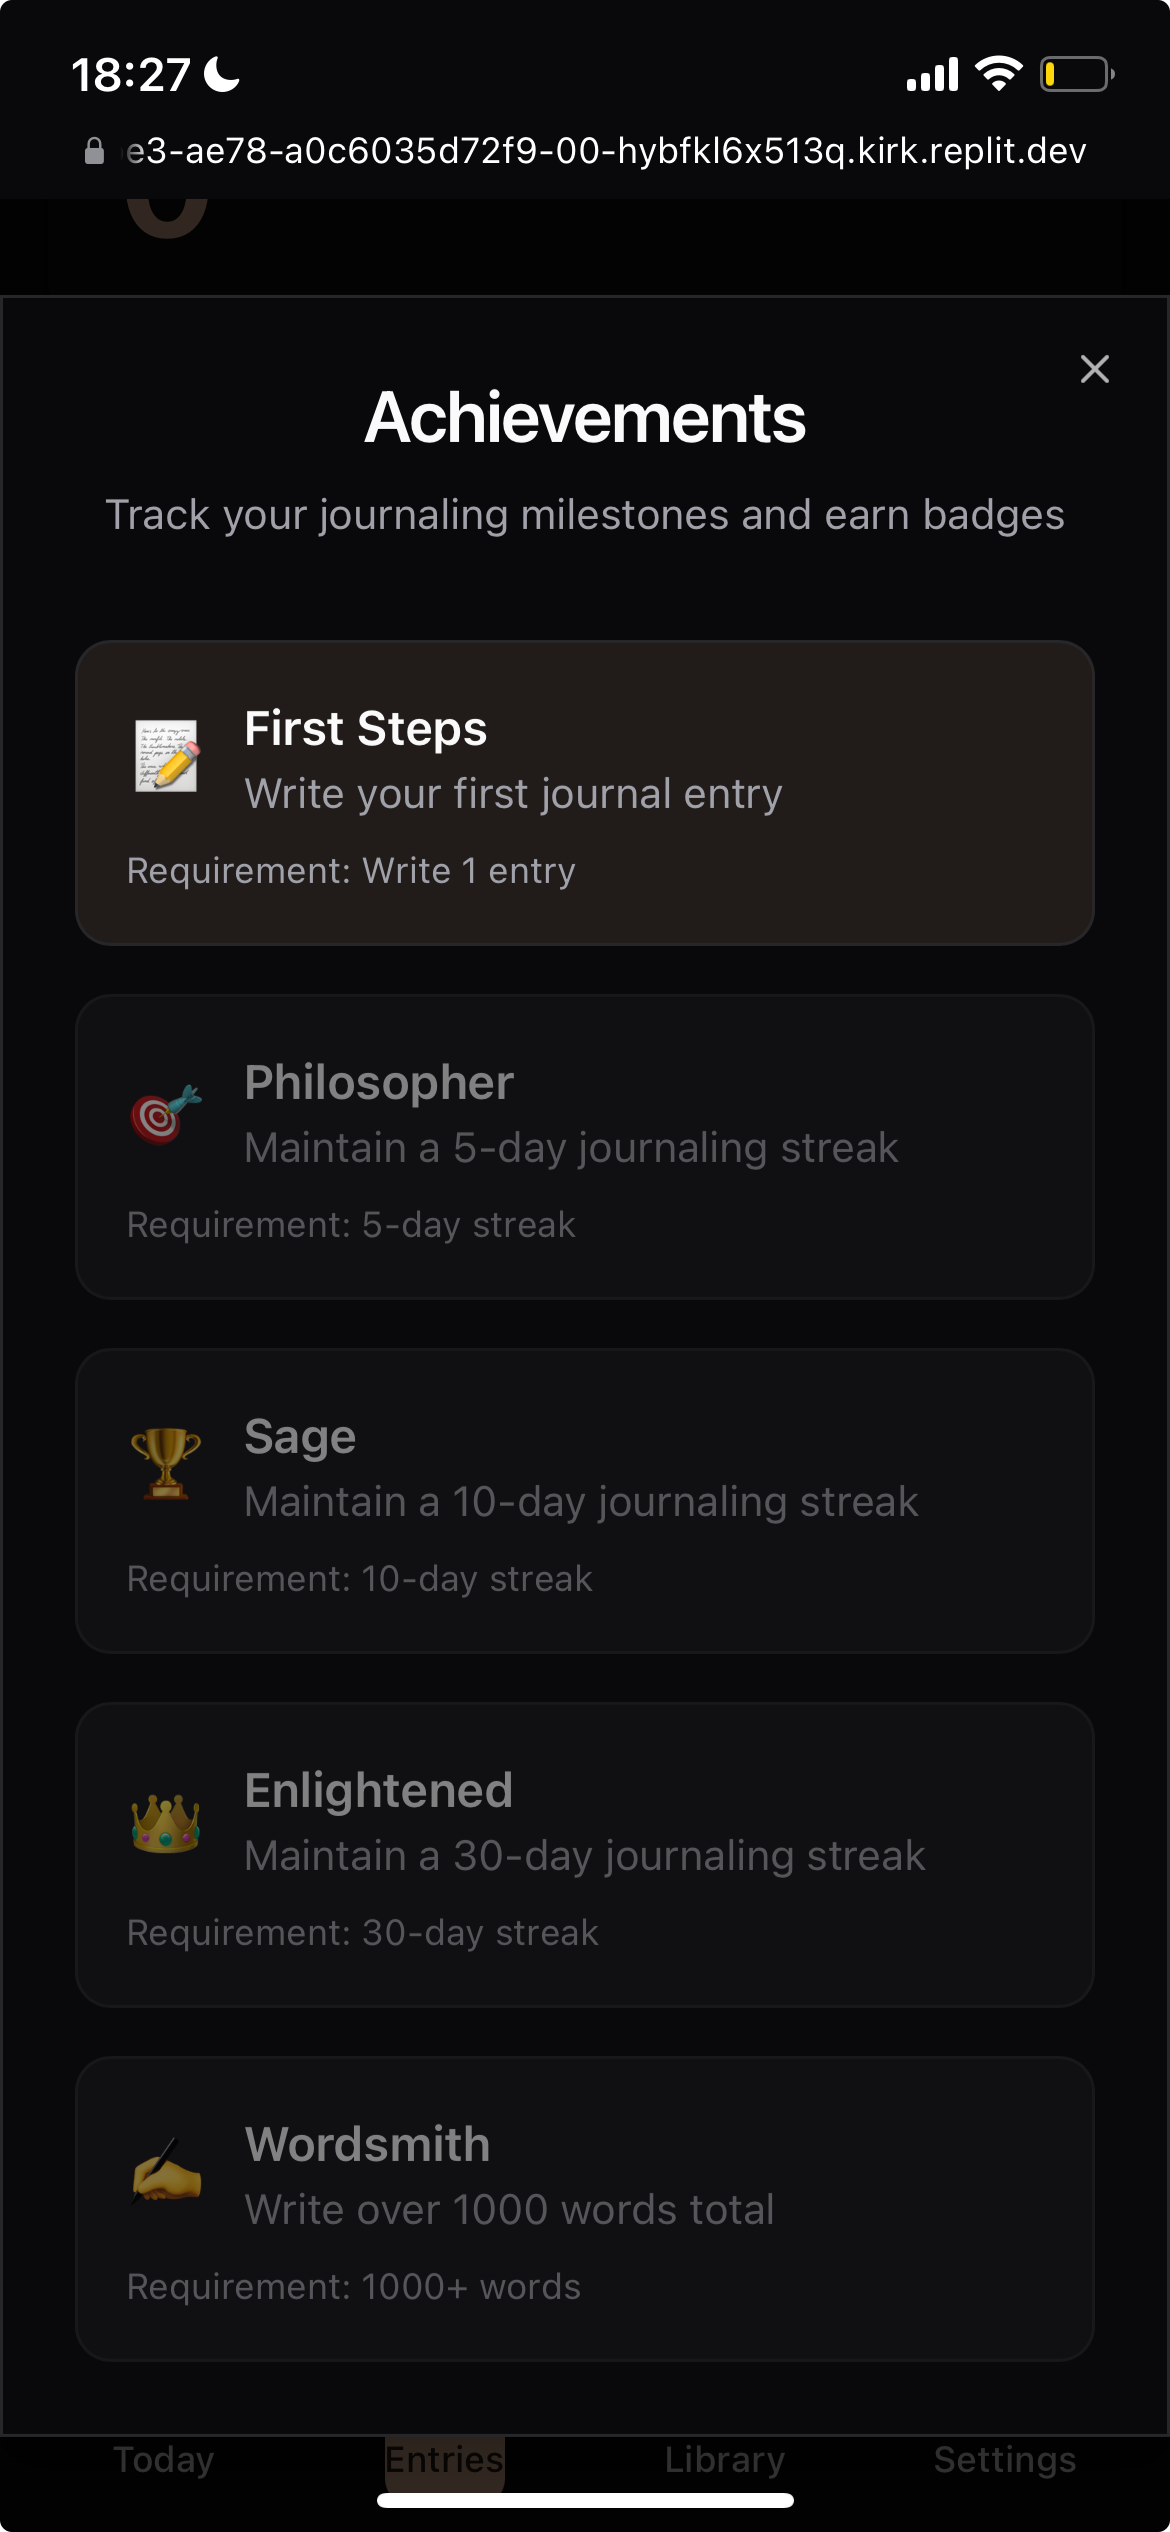 18:27
e3-ae78-a0c6035d72f9-00-hybfkl6x513q.kirk.replit.dev
Achievements
Track your journaling milestones and earn badges
First Steps
Write your first journal entry
Requirement: Write 1 entry
Philosopher
Maintain a 5-day journaling streak
Requirement: 5-day streak
Sage
Maintain a 10-day journaling streak
Requirement: 10-day streak
Enlightened
Maintain a 30-day journaling streak
Requirement: 30-day streak
Wordsmith
Write over 1000 words total
Requirement: 1000+ words
Today Entries Library Settings